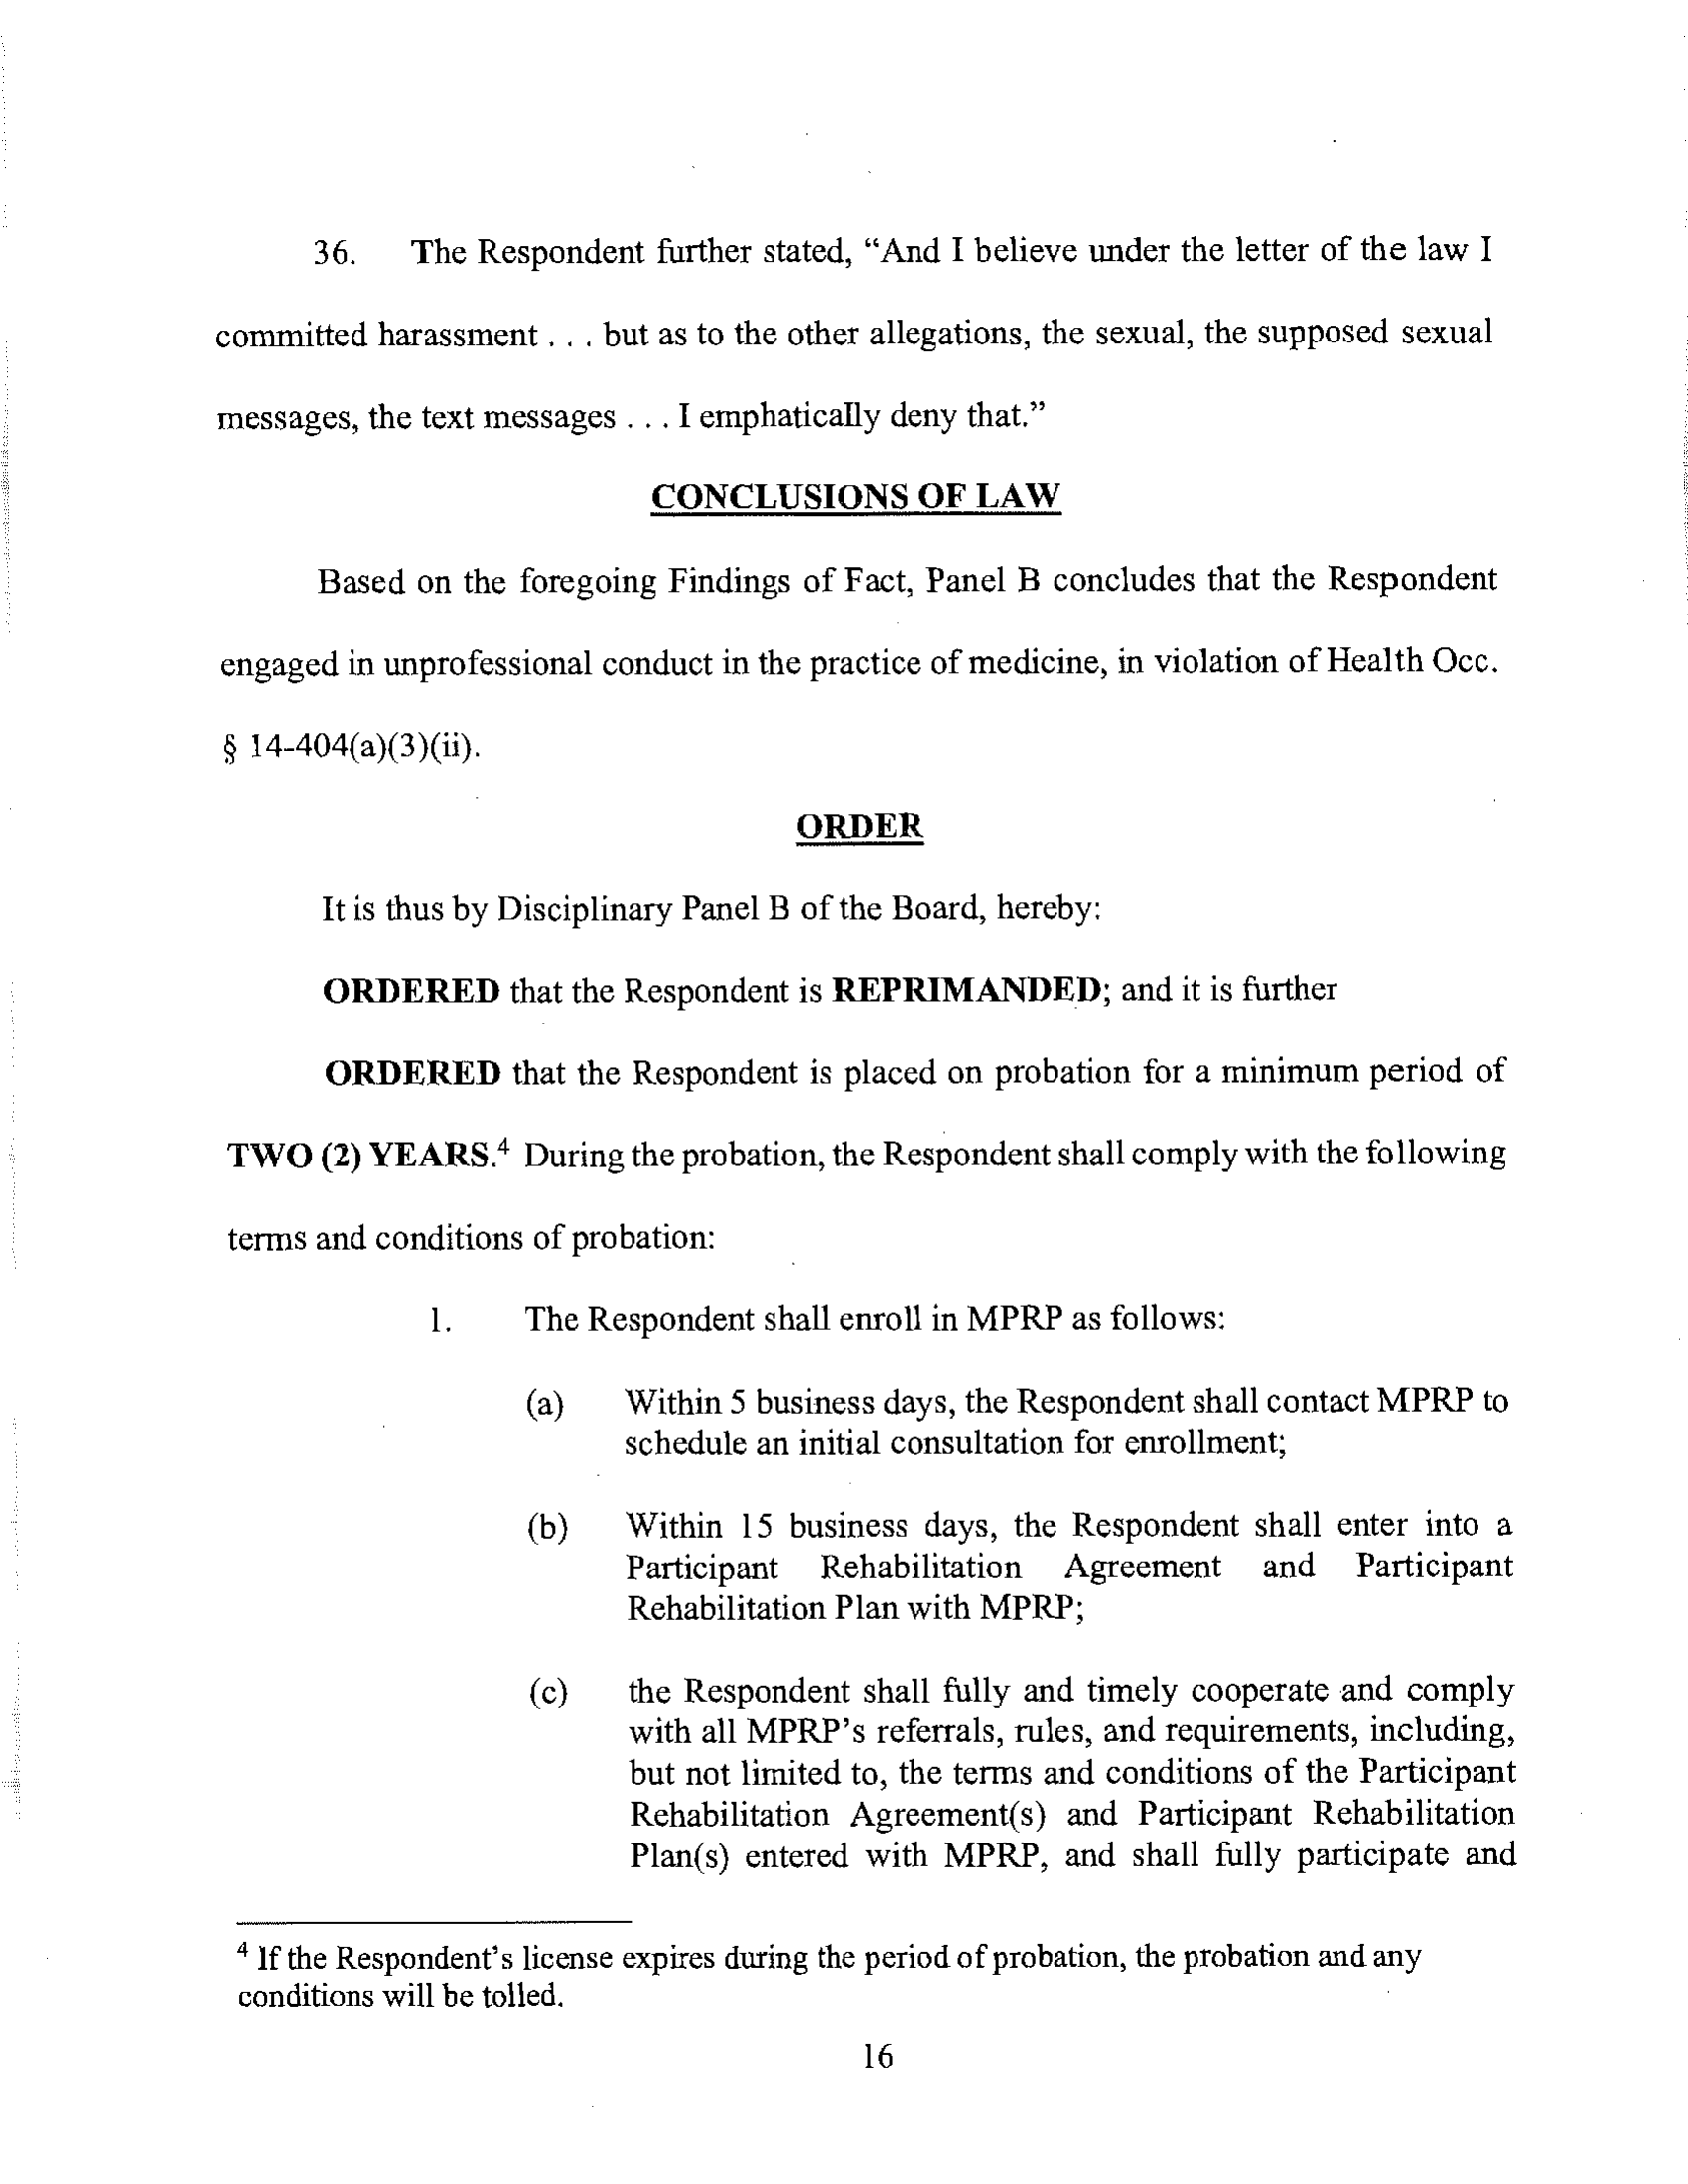 36. The Respondent further stated, “And I believe under the letter of the law I
committed harassment . . . but as to the other allegations, the sexual, the supposed sexual
messages, the text messages . . . I emphatically deny that.”
CONCLUSIONS OF LAW
Based on the foregoing Findings of Fact, Panel B concludes that the Respondent
engaged in unprofessional conduct in the practice of medicine, in violation of Health Occ.
§ 14-404(a)(3)(ii).
ORDER
It is thus by Disciplinary Panel B of the Board, hereby:
ORDERED that the Respondent is REPRIMANDED; and it is further
ORDERED that the Respondent is placed on probation for a minimum period of
TWO (2) YEARS.⁴ During the probation, the Respondent shall comply with the following
terms and conditions of probation:
1. The Respondent shall enroll in MPRP as follows:
(a) Within 5 business days, the Respondent shall contact MPRP to
schedule an initial consultation for enrollment;
(b) Within 15 business days, the Respondent shall enter into a
Participant Rehabilitation Agreement and Participant
Rehabilitation Plan with MPRP;
(c) the Respondent shall fully and timely cooperate and comply
with all MPRP’s referrals, rules, and requirements, including,
but not limited to, the terms and conditions of the Participant
Rehabilitation Agreement(s) and Participant Rehabilitation
Plan(s) entered with MPRP, and shall fully participate and
⁴ If the Respondent’s license expires during the period of probation, the probation and any
conditions will be tolled.
16